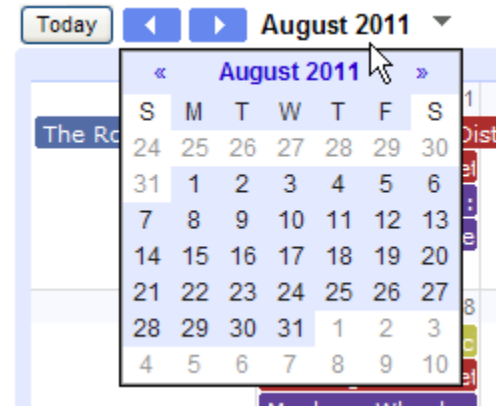 Today
August 2011
« August 2011 »
S M T W T F S
24 25 26 27 28 29 30
31 1 2 3 4 5 6
7 8 9 10 11 12 13
14 15 16 17 18 19 20
21 22 23 24 25 26 27
28 29 30 31 1 2 3
4 5 6 7 8 9 10
The
1
8